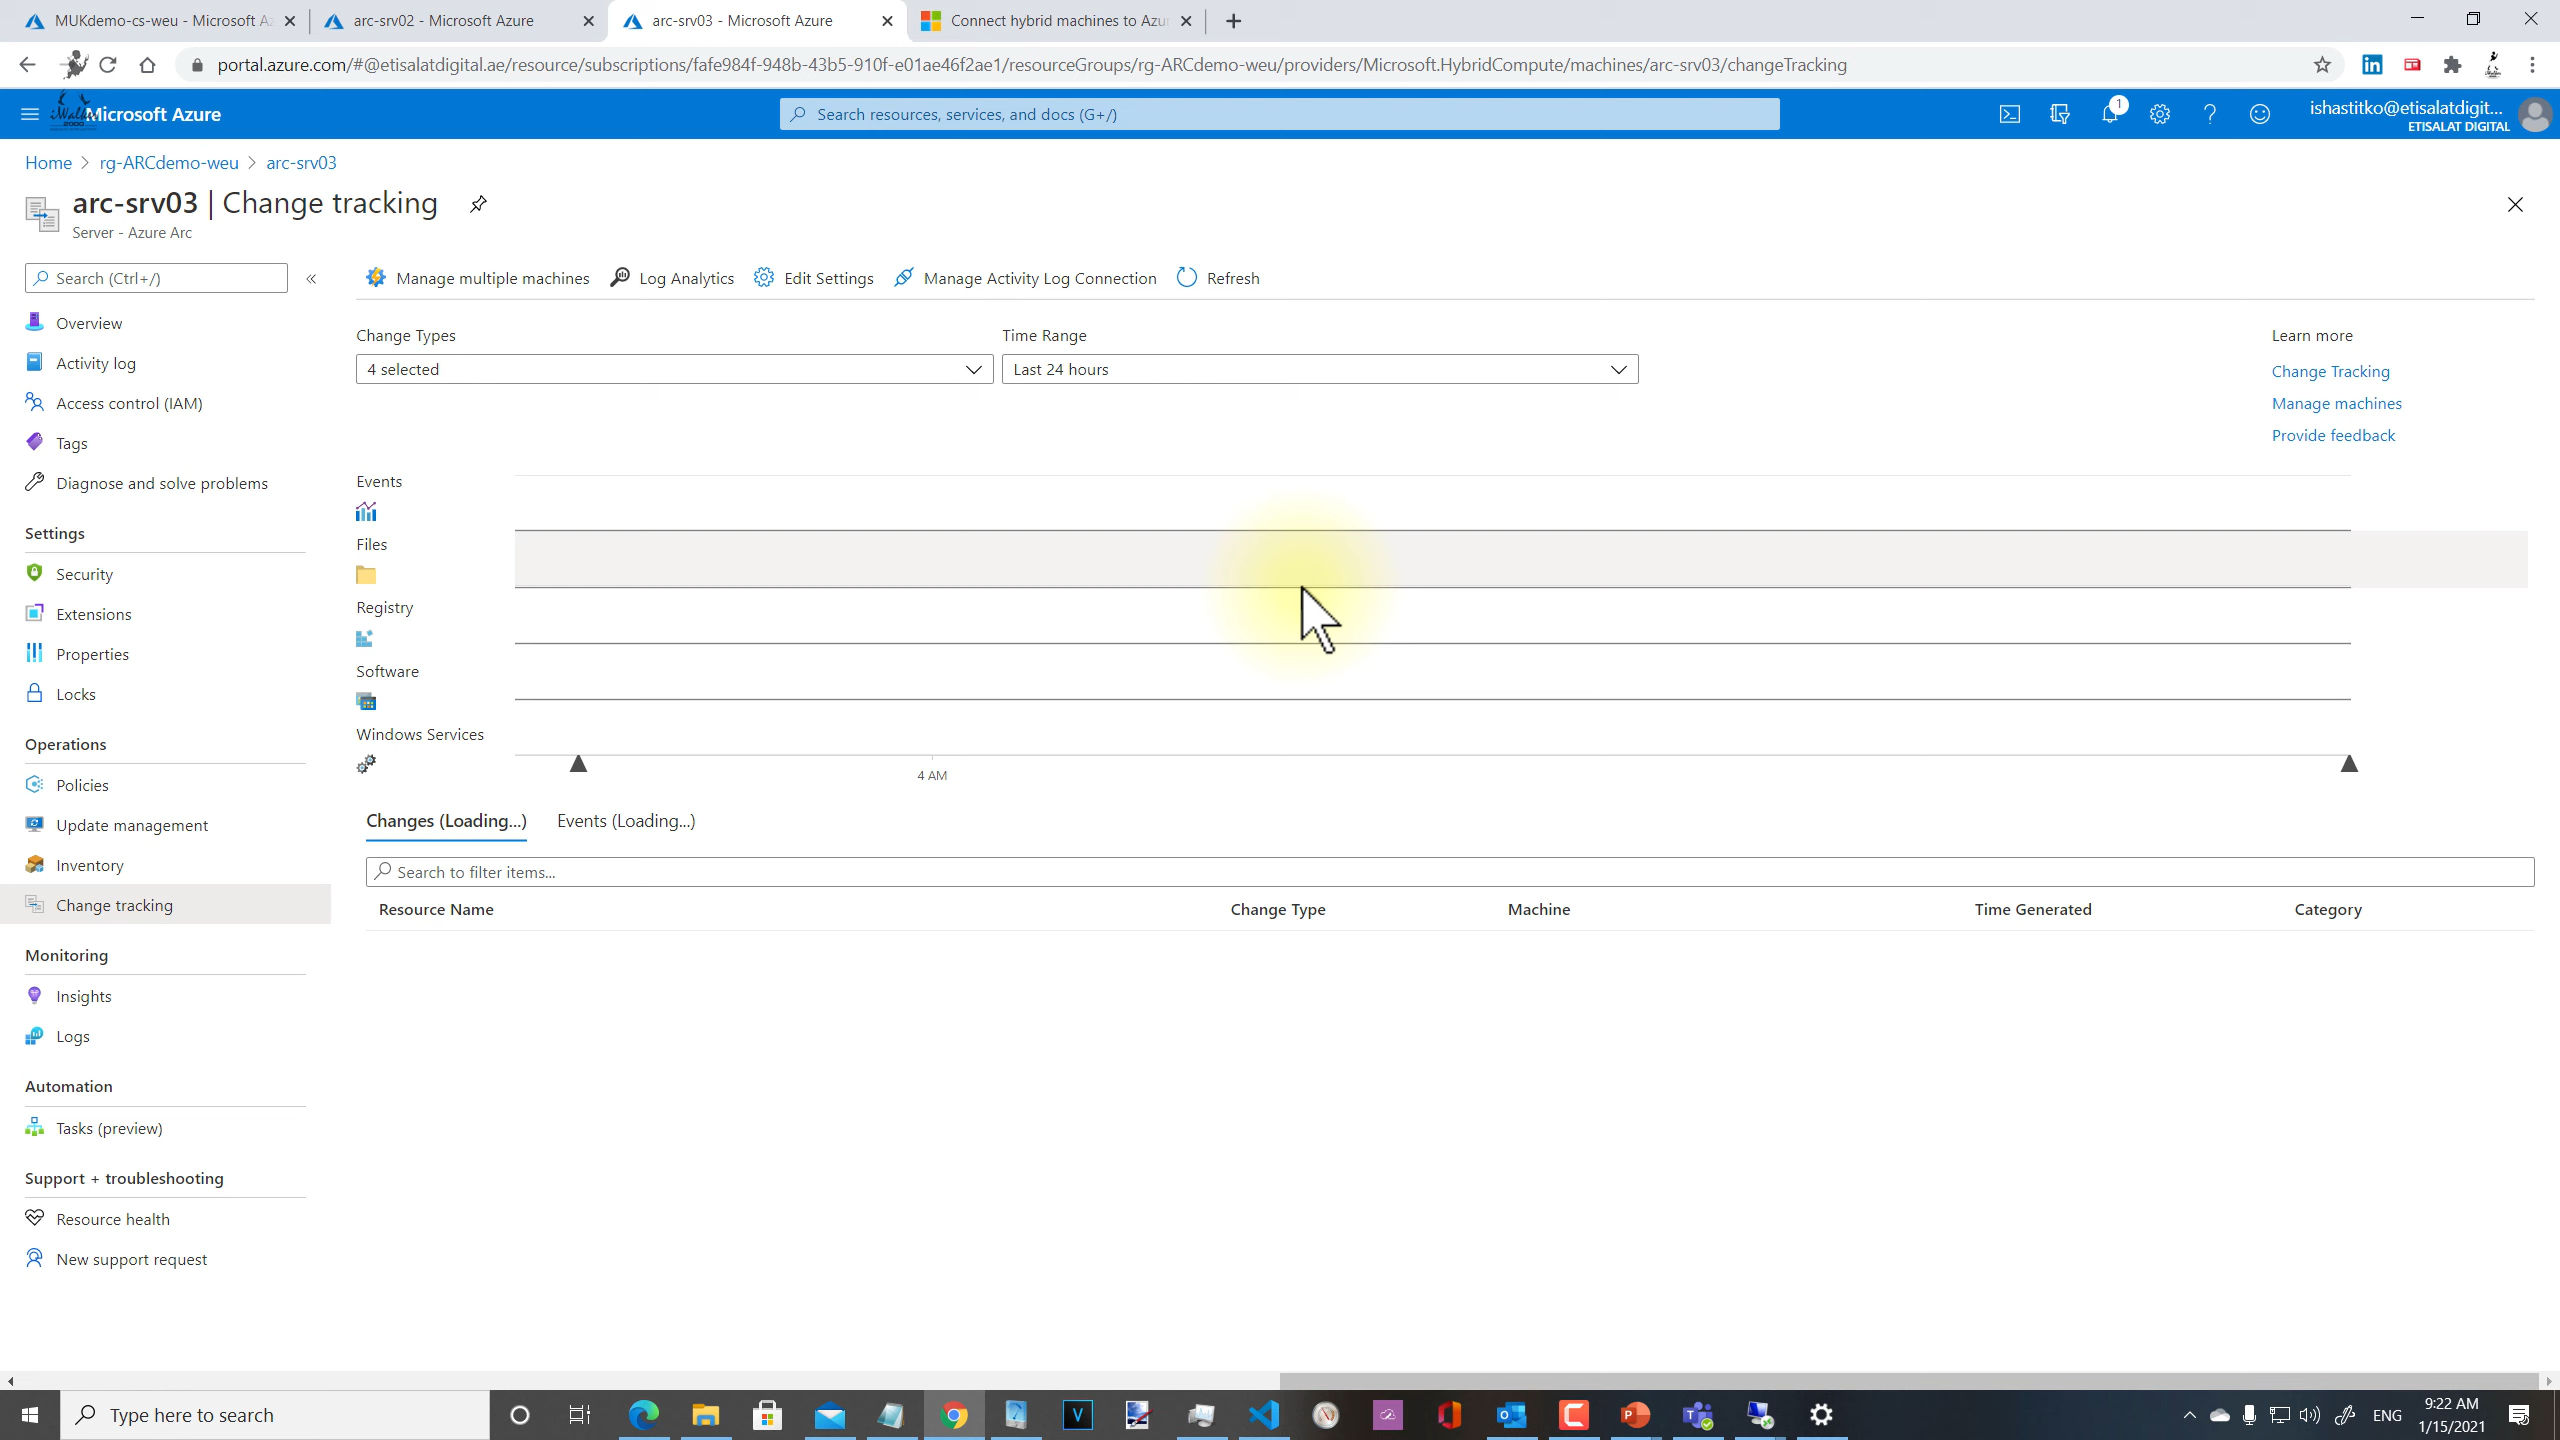 MUKdemo-cs-weu - Microsoft Az
arc-srv02 - Microsoft Azure
arc-srv03 - Microsoft Azure
Connect hybrid machines to Azu
portal.azure.com/#@etisalatdigital.ae/resource/subscriptions/fafe984f-948b-43b5-910f-e01ae46f2ae1/resourceGroups/rg-ARCdemo-weu/providers/Microsoft.HybridCompute/machines/arc-srv03/changeTracking
Microsoft Azure
Search resources, services, and docs (G+/)
1
ishastitko@etisalatdigit...
ETISALAT DIGITAL
Home > rg-ARCdemo-weu > arc-srv03
arc-srv03 | Change tracking
Server - Azure Arc
Search (Ctrl+/)
«
Manage multiple machines
Log Analytics
Edit Settings
Manage Activity Log Connection
Refresh
Overview
Activity log
Access control (IAM)
Tags
Diagnose and solve problems
Settings
Security
Extensions
Properties
Locks
Operations
Policies
Update management
Inventory
Change tracking
Monitoring
Insights
Logs
Automation
Tasks (preview)
Support + troubleshooting
Resource health
New support request
Change Types
4 selected
Time Range
Last 24 hours
Learn more
Change Tracking
Manage machines
Provide feedback
Events
Files
Registry
Software
Windows Services
4 AM
Changes (Loading...)
Events (Loading...)
Search to filter items...
Resource Name
Change Type
Machine
Time Generated
Category
Type here to search
ENG
9:22 AM
1/15/2021